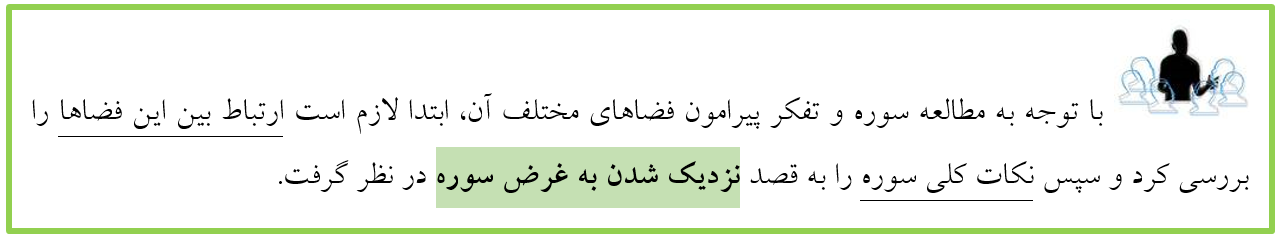 با توجه به مطالعه سوره و تفکر پیرامون فضاهای مختلف آن، ابتدا لازم است ارتباط بین این فضاها را
بررسی کرد و سپس نکات کلی سوره را به قصد نزدیک شدن به غرض سوره در نظر گرفت.